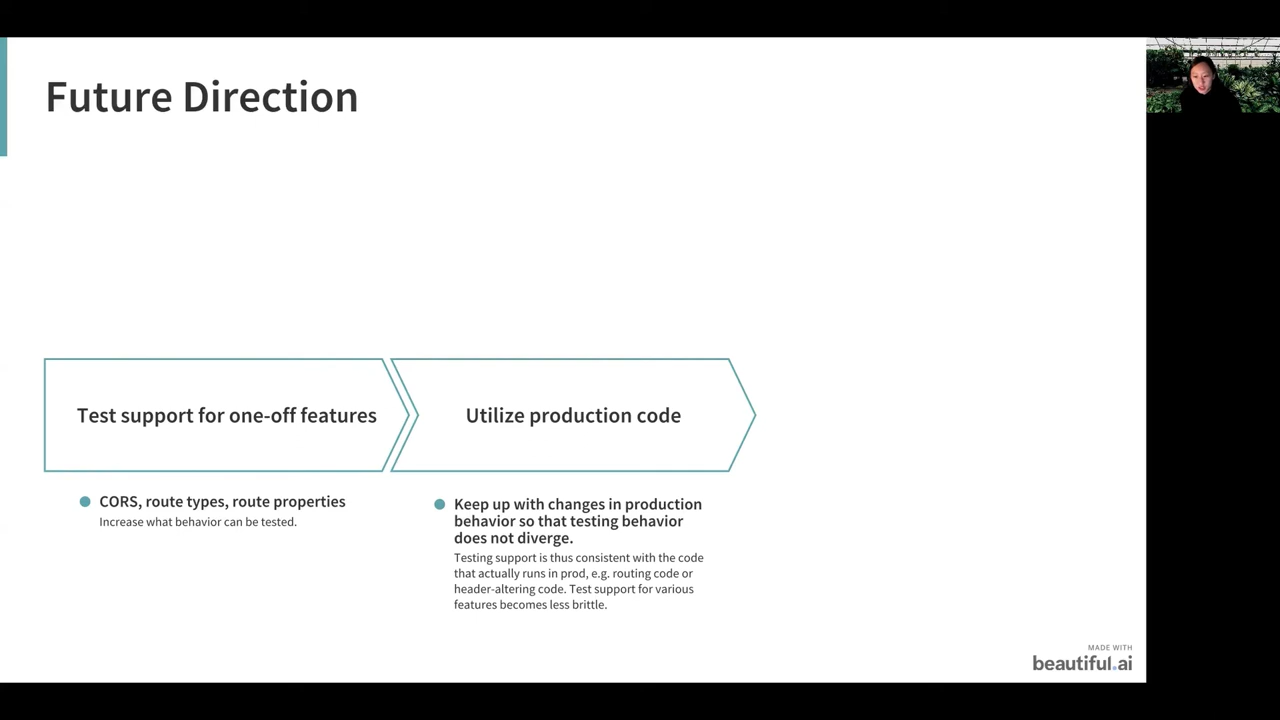 Future Direction
Test support for one-off features
Utilize production code
CORS, route types, route properties
Increase what behavior can be tested.
Keep up with changes in production
behavior so that testing behavior
does not diverge.
Testing support is thus consistent with the code
that actually runs in prod, e.g. routing code or
header-altering code. Test support for various
features becomes less brittle.
MADE WITH
beautiful.ai